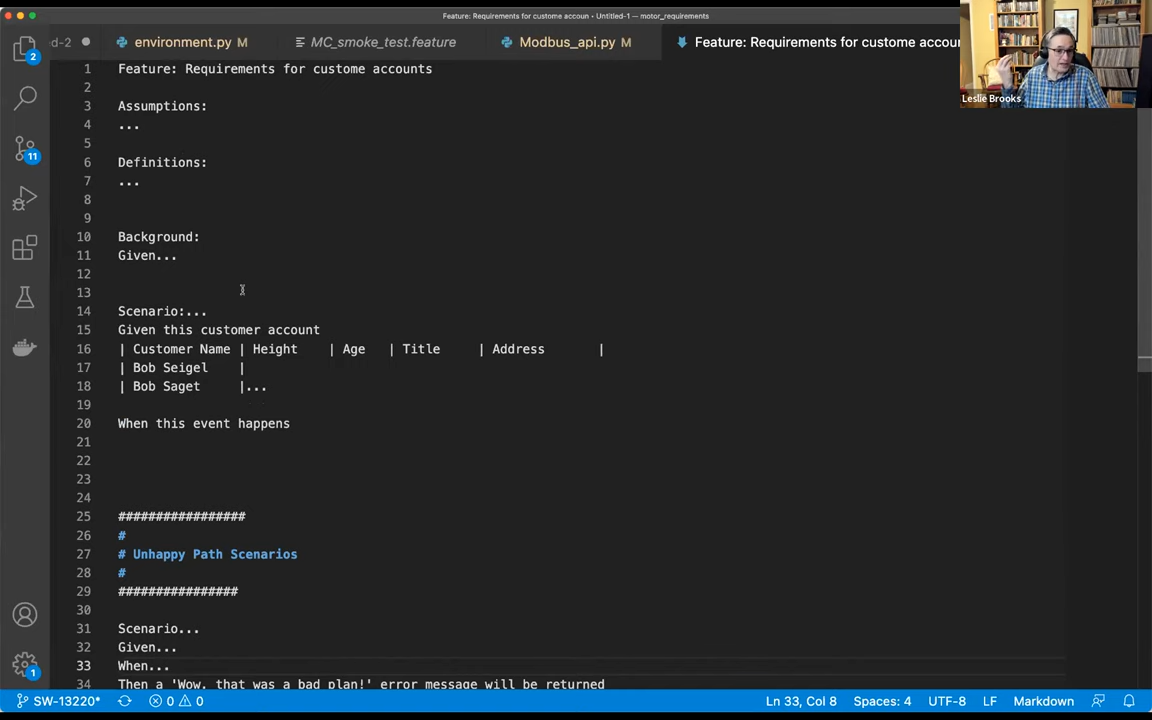 Feature: Requirements for custome accoun • Untitled-1 — motor_requirements
d-2
environment.py M
MC_smoke_test.feature
Modbus_api.py M
Feature: Requirements for custome accoun
Leslie Brooks
2
11
1
1 Feature: Requirements for custome accounts
2
3 Assumptions:
4 ...
5
6 Definitions:
7 ...
8
9
10 Background:
11 Given...
12
13
14 Scenario:...
15 Given this customer account
16 | Customer Name | Height | Age | Title | Address |
17 | Bob Seigel |
18 | Bob Saget |...
19
20 When this event happens
21
22
23
24
25 #################
26 #
27 # Unhappy Path Scenarios
28 #
29 ################
30
31 Scenario...
32 Given...
33 When...
34 Then a 'Wow, that was a bad plan!' error message will be returned
SW-13220* 0 0 Ln 33, Col 8 Spaces: 4 UTF-8 LF Markdown